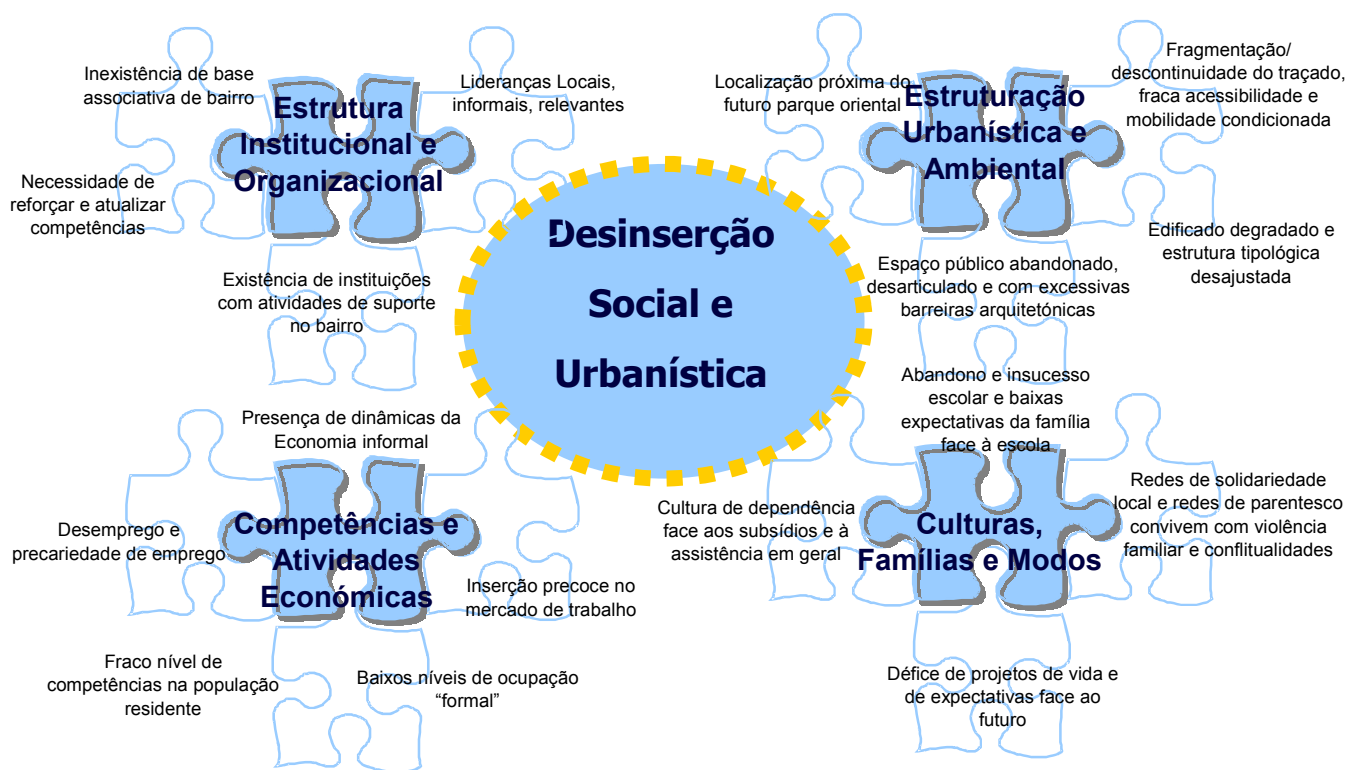 Inexistência de base
associativa de bairro
Estrutura
Institucional e
Organizacional
Lideranças Locais,
informais, relevantes
Necessidade de
reforçar e atualizar
competências
Existência de instituições
com atividades de suporte
no bairro
Localização próxima do
futuro parque oriental
Estruturação
Urbanística e
Ambiental
Fragmentação/
descontinuidade do traçado,
fraca acessibilidade e
mobilidade condicionada
Edificado degradado e
estrutura tipológica
desajustada
Espaço público abandonado,
desarticulado e com excessivas
barreiras arquitetónicas
Desinserção
Social e
Urbanística
Presença de dinâmicas da
Economia informal
Desemprego e
precariedade de emprego
Competências e
Atividades
Económicas
Inserção precoce no
mercado de trabalho
Fraco nível de
competências na população
residente
Baixos níveis de ocupação
“formal”
Abandono e insucesso
escolar e baixas
expectativas da família
face à escola
Cultura de dependência
face aos subsídios e à
assistência em geral
Culturas,
Famílias e Modos
Redes de solidariedade
local e redes de parentesco
convivem com violência
familiar e conflitualidades
Défice de projetos de vida e
de expectativas face ao
futuro